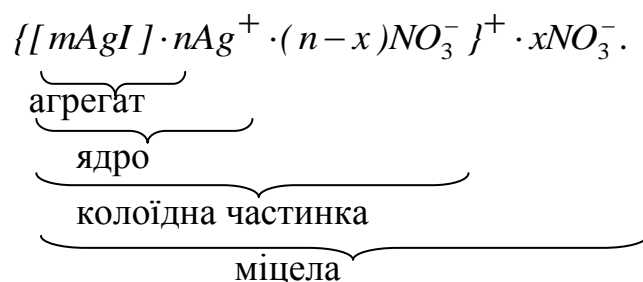 {[ mAgI ] · nAg⁺ · ( n – x )NO₃⁻ }⁺ · xNO₃⁻ .
агрегат
ядро
колоїдна частинка
міцела